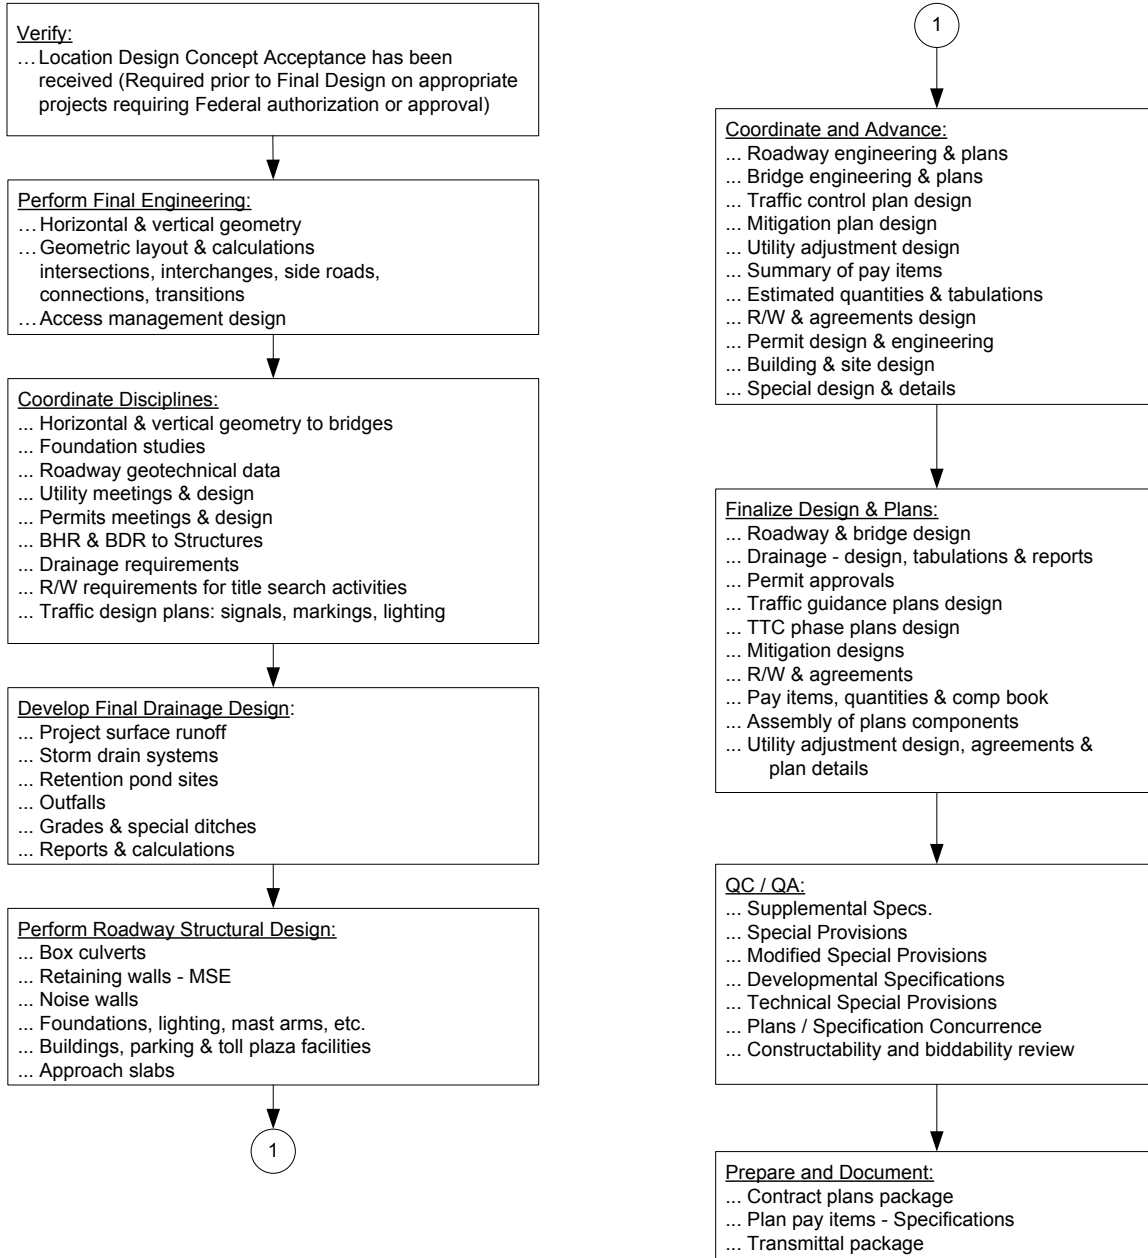 Verify:
…Location Design Concept Acceptance has been
received (Required prior to Final Design on appropriate
projects requiring Federal authorization or approval)
Perform Final Engineering:
…Horizontal & vertical geometry
…Geometric layout & calculations
intersections, interchanges, side roads,
connections, transitions
…Access management design
Coordinate Disciplines:
... Horizontal & vertical geometry to bridges
... Foundation studies
... Roadway geotechnical data
... Utility meetings & design
... Permits meetings & design
... BHR & BDR to Structures
... Drainage requirements
... R/W requirements for title search activities
... Traffic design plans: signals, markings, lighting
Develop Final Drainage Design:
... Project surface runoff
... Storm drain systems
... Retention pond sites
... Outfalls
... Grades & special ditches
... Reports & calculations
Perform Roadway Structural Design:
... Box culverts
... Retaining walls - MSE
... Noise walls
... Foundations, lighting, mast arms, etc.
... Buildings, parking & toll plaza facilities
... Approach slabs
1
1
Coordinate and Advance:
... Roadway engineering & plans
... Bridge engineering & plans
... Traffic control plan design
... Mitigation plan design
... Utility adjustment design
... Summary of pay items
... Estimated quantities & tabulations
... R/W & agreements design
... Permit design & engineering
... Building & site design
... Special design & details
Finalize Design & Plans:
... Roadway & bridge design
... Drainage - design, tabulations & reports
... Permit approvals
... Traffic guidance plans design
... TTC phase plans design
... Mitigation designs
... R/W & agreements
... Pay items, quantities & comp book
... Assembly of plans components
... Utility adjustment design, agreements &
plan details
QC / QA:
... Supplemental Specs.
... Special Provisions
... Modified Special Provisions
... Developmental Specifications
... Technical Special Provisions
... Plans / Specification Concurrence
... Constructability and biddability review
Prepare and Document:
... Contract plans package
... Plan pay items - Specifications
... Transmittal package